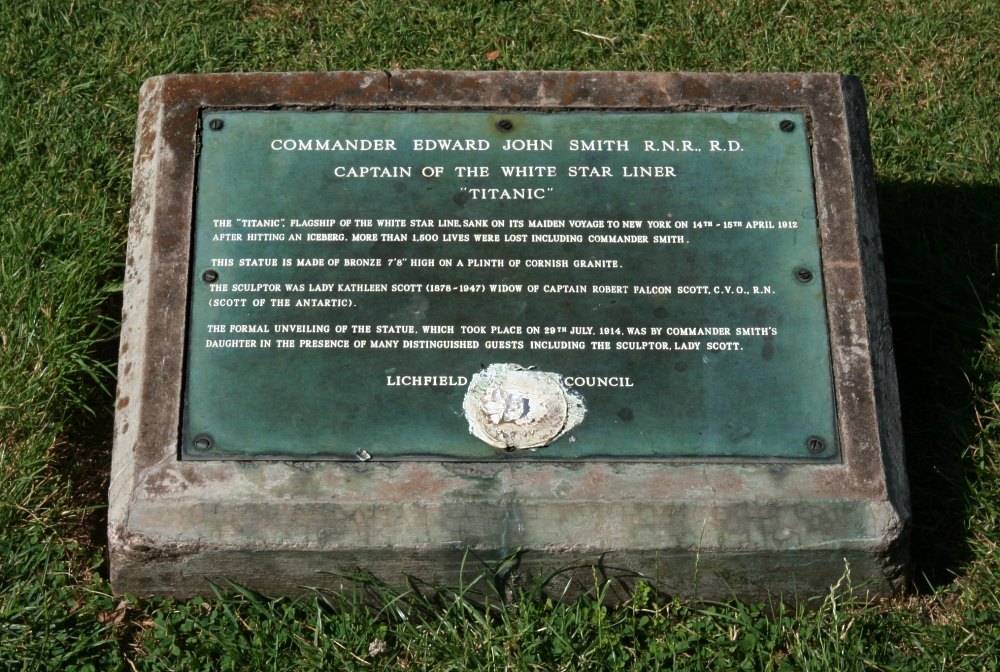 COMMANDER EDWARD JOHN SMITH R.N.R., R.D.
CAPTAIN OF THE WHITE STAR LINER
"TITANIC"
THE "TITANIC", FLAGSHIP OF THE WHITE STAR LINE, SANK ON ITS MAIDEN VOYAGE TO NEW YORK ON 14TH - 15TH APRIL 1912
AFTER HITTING AN ICEBERG. MORE THAN 1,500 LIVES WERE LOST INCLUDING COMMANDER SMITH.
THIS STATUE IS MADE OF BRONZE 7'8" HIGH ON A PLINTH OF CORNISH GRANITE.
THE SCULPTOR WAS LADY KATHLEEN SCOTT (1878-1947) WIDOW OF CAPTAIN ROBERT FALCON SCOTT, C.V.O., R.N.
(SCOTT OF THE ANTARTIC).
THE FORMAL UNVEILING OF THE STATUE, WHICH TOOK PLACE ON 29TH JULY, 1914, WAS BY COMMANDER SMITH'S
DAUGHTER IN THE PRESENCE OF MANY DISTINGUISHED GUESTS INCLUDING THE SCULPTOR, LADY SCOTT.
LICHFIELD COUNCIL